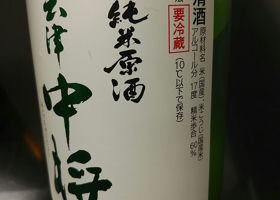 純米原酒
会津中将
清酒
要冷蔵
(10℃以下で保存)
原材料名 米(国産)、米こうじ(国産米)
アルコール分 17度 精米歩合 60%